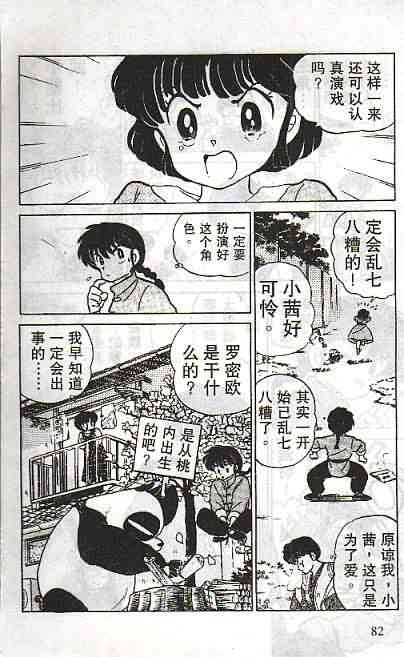 这样一来
还可以认
真演戏
吗？
定会乱七
八糟的！
小茜好
可怜。
其实一开
始已乱七
八糟了。
原谅我，小
茜，这只是
为了爱。
一定要
扮演好
这个角
色。
罗密欧
是干什
么的？
是从桃
内出生
的吧？
我早知道
一定会出
事的……
82